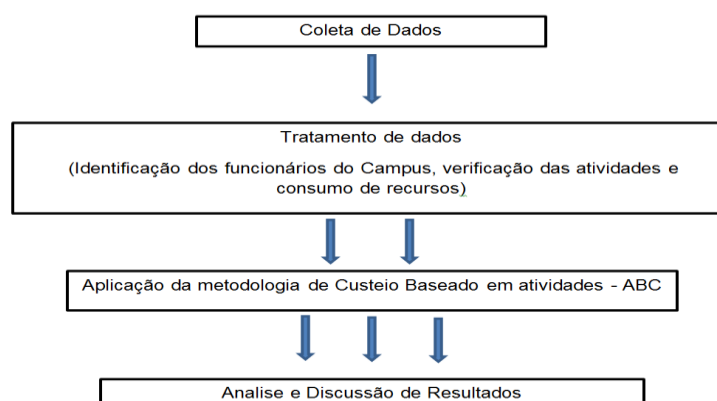 Coleta de Dados
Tratamento de dados
(Identificação dos funcionários do Campus, verificação das atividades e
consumo de recursos)
Aplicação da metodologia de Custeio Baseado em atividades - ABC
Analise e Discussão de Resultados